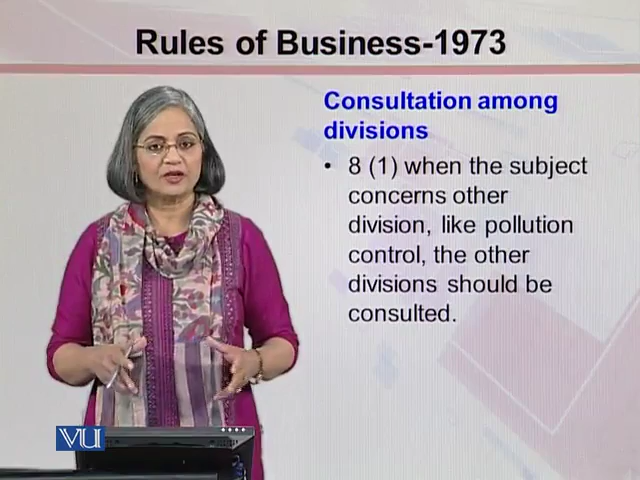 Rules of Business-1973
Consultation among
divisions
• 8 (1) when the subject
concerns other
division, like pollution
control, the other
divisions should be
consulted.
VU